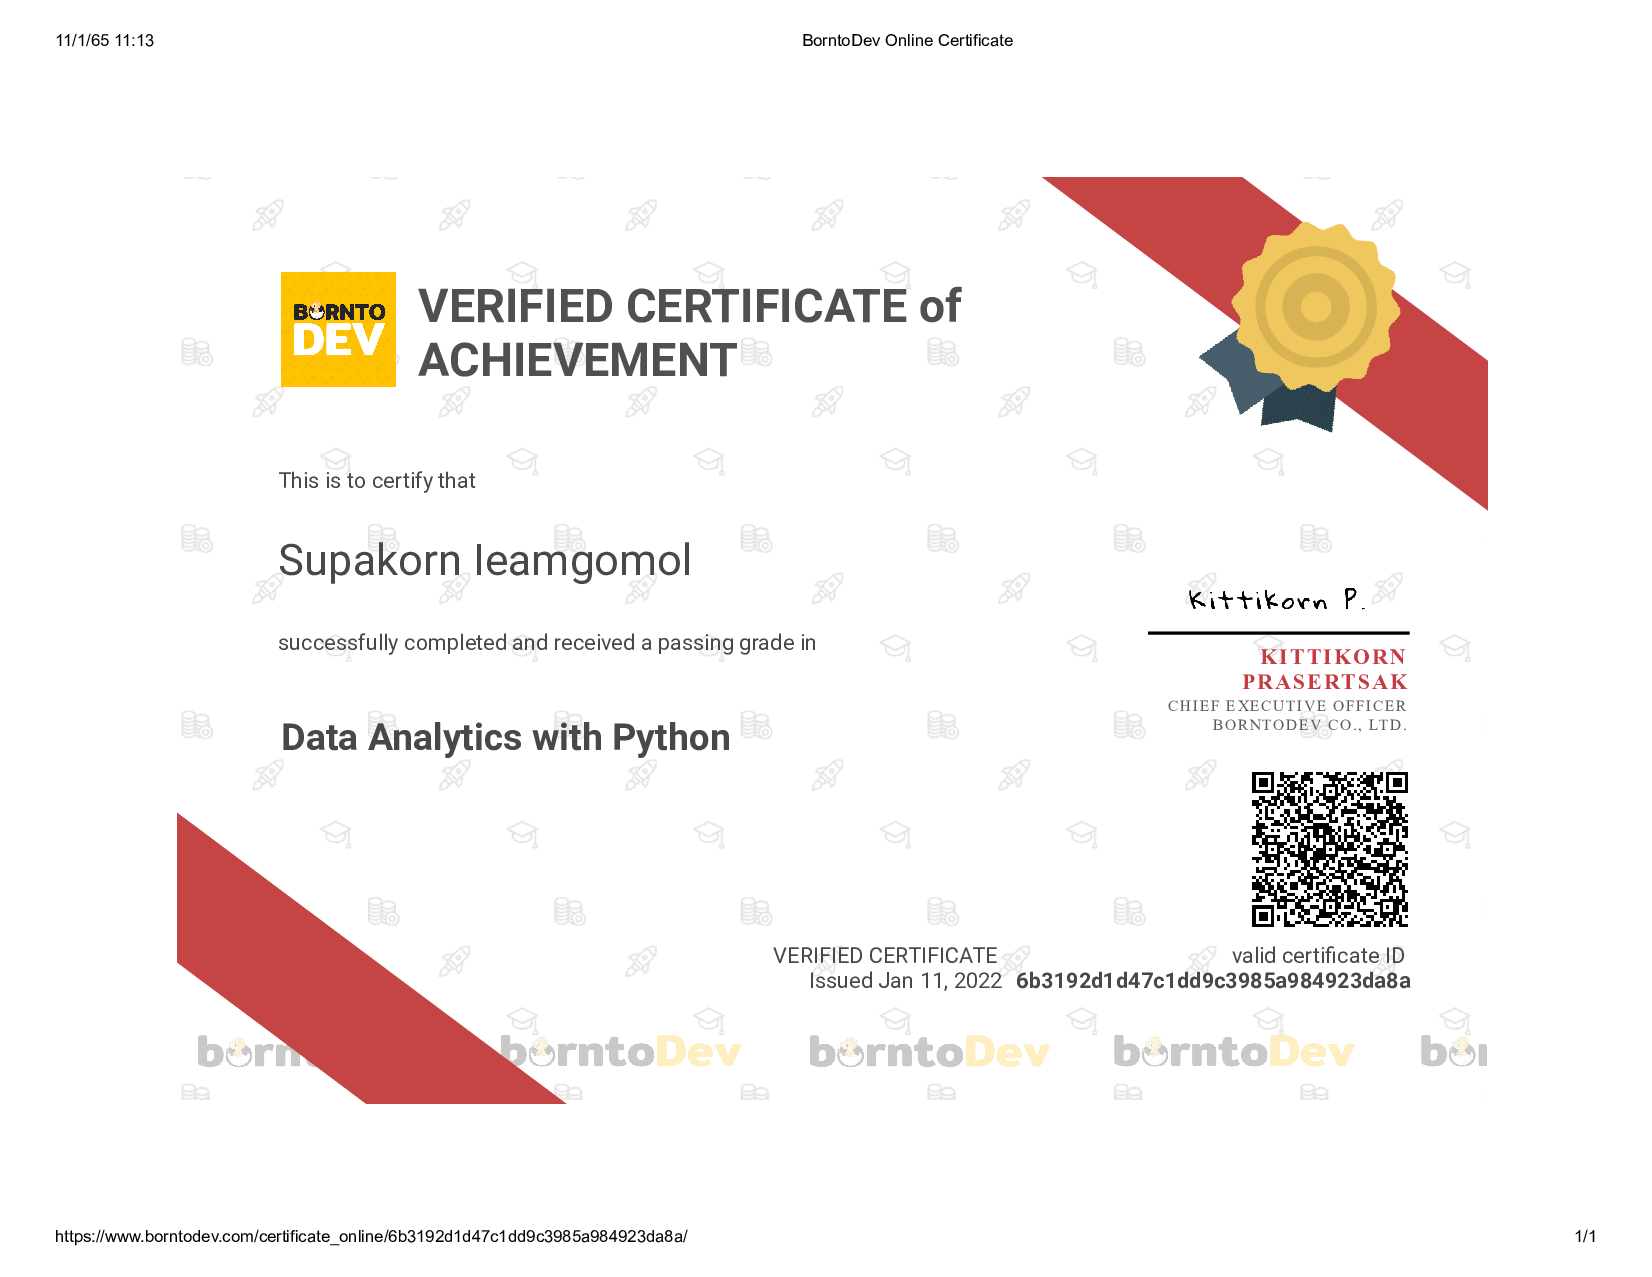 11/1/65 11:13
BorntoDev Online Certificate
BORNTO
DEV
VERIFIED CERTIFICATE of
ACHIEVEMENT
This is to certify that
Supakorn Ieamgomol
successfully completed and received a passing grade in
Data Analytics with Python
Kittikorn P.
KITTIKORN
PRASERTSAK
CHIEF EXECUTIVE OFFICER
BORNTODEV CO., LTD.
VERIFIED CERTIFICATE
Issued Jan 11, 2022
valid certificate ID
6b3192d1d47c1dd9c3985a984923da8a
born
borntoDev
borntoDev
borntoDev
bor
https://www.borntodev.com/certificate_online/6b3192d1d47c1dd9c3985a984923da8a/
1/1